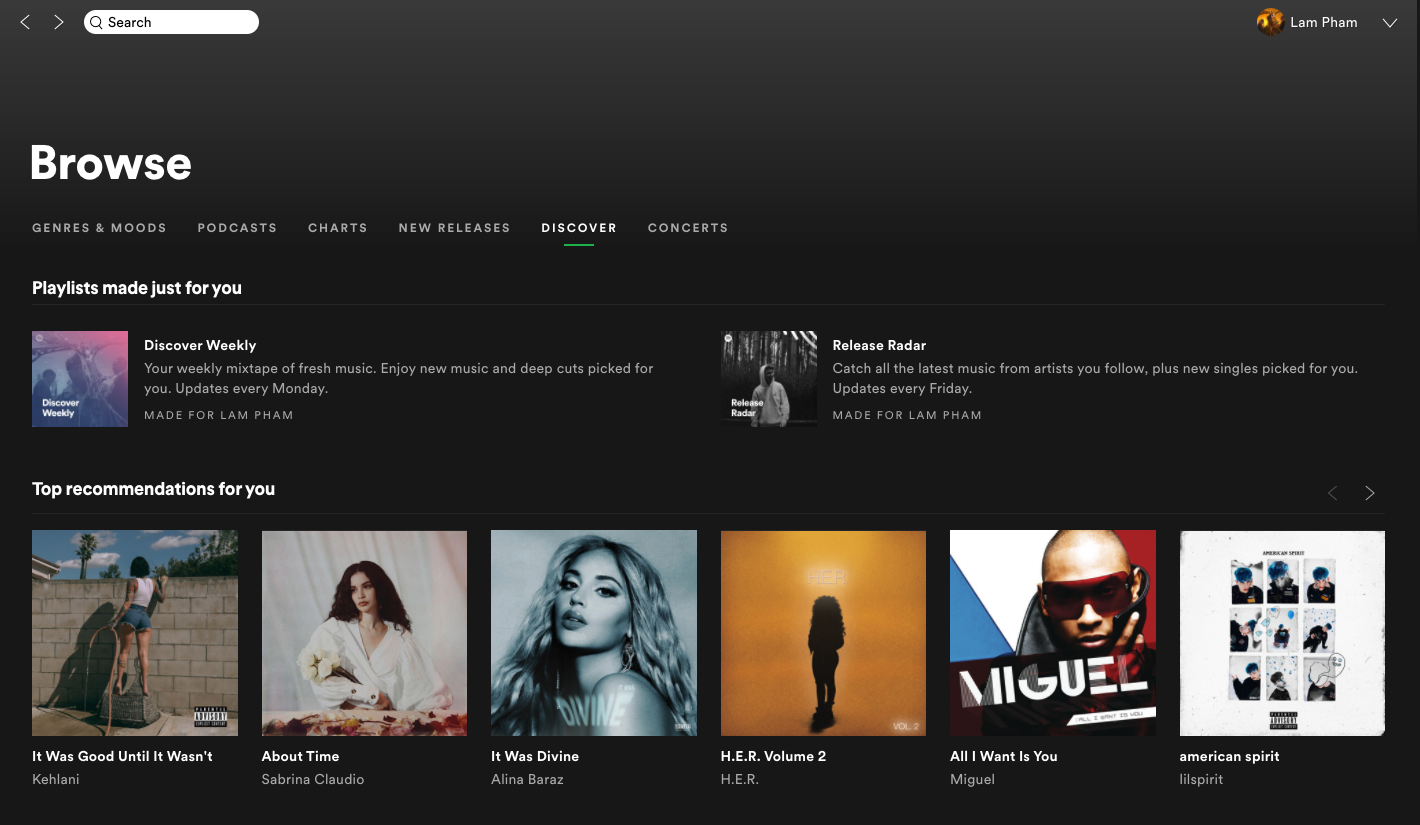 Search
Lam Pham
Browse
GENRES & MOODS PODCASTS CHARTS NEW RELEASES DISCOVER CONCERTS
Playlists made just for you
Discover
Weekly
Discover Weekly
Your weekly mixtape of fresh music. Enjoy new music and deep cuts picked for
you. Updates every Monday.
MADE FOR LAM PHAM
Release
Radar
Release Radar
Catch all the latest music from artists you follow, plus new singles picked for you.
Updates every Friday.
MADE FOR LAM PHAM
Top recommendations for you
PARENTAL
ADVISORY
EXPLICIT CONTENT
DIVINE
H.E.R.
VOL. 2
MIGUEL
ALL I WANT IS YOU
AMERICAN SPIRIT
PARENTAL
ADVISORY
EXPLICIT CONTENT
It Was Good Until It Wasn't
Kehlani
About Time
Sabrina Claudio
It Was Divine
Alina Baraz
H.E.R. Volume 2
H.E.R.
All I Want Is You
Miguel
american spirit
lilspirit